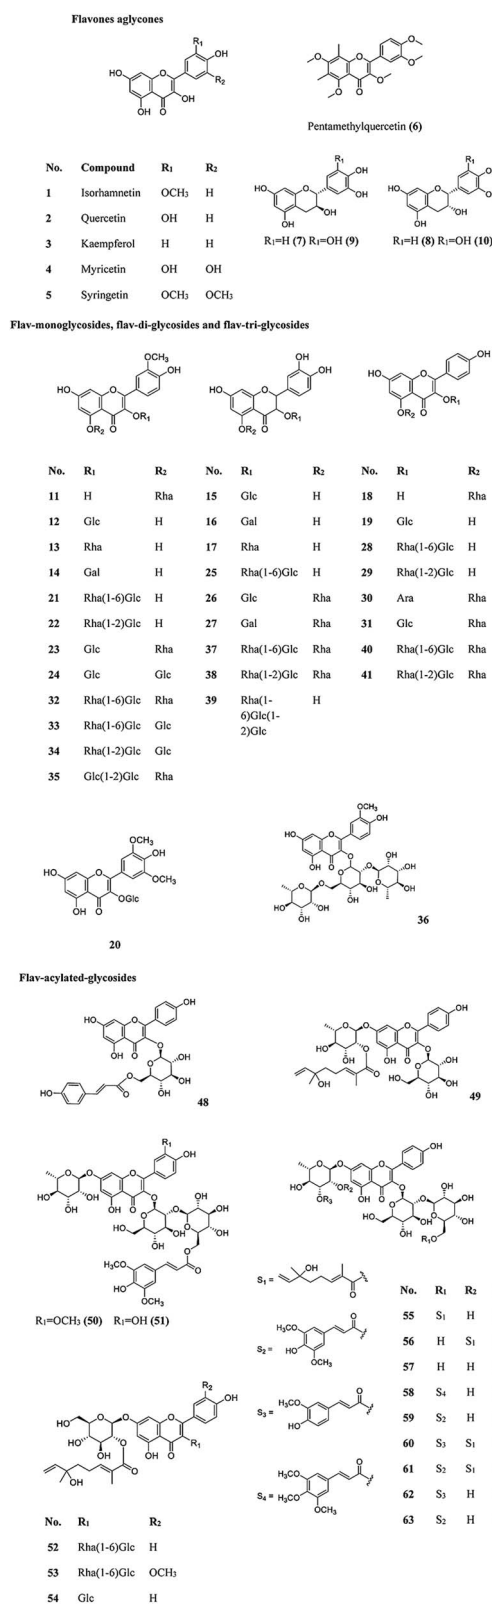 Flavones aglycones
Pentamethylquercetin (6)
No. Compound R1 R2
1 Isorhamnetin OCH3 H
2 Quercetin OH H
3 Kaempferol H H
4 Myricetin OH OH
5 Syringetin OCH3 OCH3
R1=H (7) R1=OH (9)
R1=H (8) R1=OH (10)
Flav-monoglycosides, flav-di-glycosides and flav-tri-glycosides
No. R1 R2
11 H Rha
12 Glc H
13 Rha H
14 Gal H
21 Rha(1-6)Glc H
22 Rha(1-2)Glc H
23 Glc Rha
24 Glc Glc
32 Rha(1-6)Glc Rha
33 Rha(1-6)Glc Glc
34 Rha(1-2)Glc Glc
35 Glc(1-2)Glc Rha
No. R1 R2
15 Glc H
16 Gal H
17 Rha H
25 Rha(1-6)Glc H
26 Glc Rha
27 Gal Rha
37 Rha(1-6)Glc Rha
38 Rha(1-2)Glc Rha
39 Rha(1- H
6)Glc(1-
2)Glc
No. R1 R2
18 H Rha
19 Glc H
28 Rha(1-6)Glc H
29 Rha(1-2)Glc H
30 Ara Rha
31 Glc Rha
40 Rha(1-6)Glc Rha
41 Rha(1-2)Glc Rha
20
36
Flav-acylated-glycosides
48
49
R1=OCH3 (50) R1=OH (51)
S1 =
S2 =
S3 =
S4 =
No. R1 R2
55 S1 H
56 H S1
57 H H
58 S4 H
59 S2 H
60 S3 S1
61 S2 S1
62 S3 H
63 S2 H
No. R1 R2
52 Rha(1-6)Glc H
53 Rha(1-6)Glc OCH3
54 Glc H